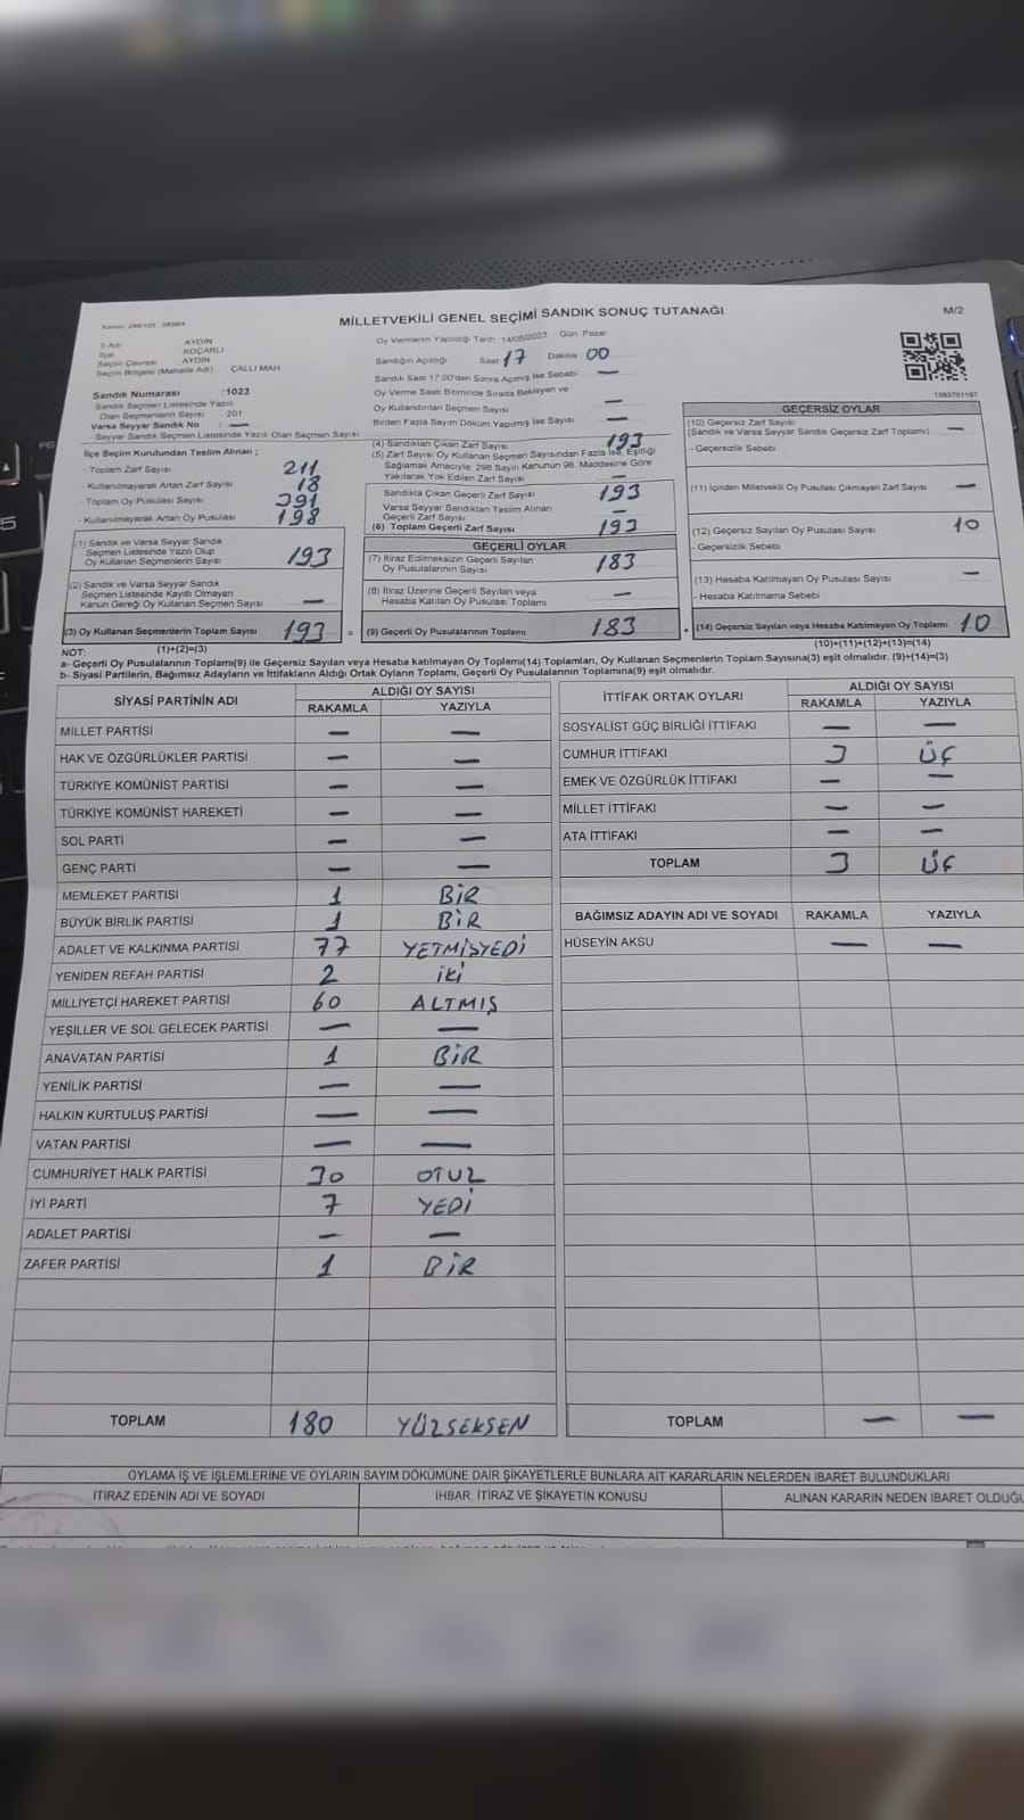 MİLLETVEKİLİ GENEL SEÇİMİ SANDIK SONUÇ TUTANAĞI
M/2
İli AYDIN
İlçe KOÇARLI
Seçim Çevresi AYDIN
Seçim Bölgesi (Mahalle Adı) ÇALLI MAH
Sandık Numarası : 1023
Sandık Seçmen Listesinde Yazılı
Olan Seçmenlerin Sayısı : 201
Varsa Seyyar Sandık No : —
Seyyar Sandık Seçmen Listesinde Yazılı Olan Seçmen Sayısı
İlçe Seçim Kurulundan Teslim Alınan ;
- Toplam Zarf Sayısı 211
- Kullanılmayarak Artan Zarf Sayısı 18
Toplam Oy Pusulası Sayısı 391
- Kullanılmayarak Artan Oy Pusulası 198
(1) Sandık ve Varsa Seyyar Sandık
Seçmen Listesinde Yazılı Olup
Oy Kullanan Seçmenlerin Sayısı 193
(2) Sandık ve Varsa Seyyar Sandık
Seçmen Listesinde Kayıtlı Olmayan
Kanun Gereği Oy Kullanan Seçmen Sayısı —
(3) Oy Kullanan Seçmenlerin Toplam Sayısı 193
(1)+(2)=(3)
Oy Vermenin Yapıldığı Tarih: 14/05/2023 Gün: Pazar
Sandığın Açıldığı Saat 17 Dakika 00
Sandık Saat 17.00'den Sonra Açılmış İse Sebebi —
Oy Verme Saati Bitiminde Sırada Bekleyen ve
Oy Kullandırılan Seçmen Sayısı —
Birden Fazla Sayım Döküm Yapılmış İse Sayısı —
(4) Sandıktan Çıkan Zarf Sayısı 193
(5) Zarf Sayısı Oy Kullanan Seçmen Sayısından Fazla İse, Eşitliği
Sağlamak Amacıyla, 298 Sayılı Kanunun 98. Maddesine Göre
Yakılarak Yok Edilen Zarf Sayısı —
Sandıkta Çıkan Geçerli Zarf Sayısı 193
Varsa Seyyar Sandıktan Teslim Alınan
Geçerli Zarf Sayısı —
(6) Toplam Geçerli Zarf Sayısı 193
GEÇERLİ OYLAR
(7) İtiraz Edilmeksizin Geçerli Sayılan
Oy Pusulalarının Sayısı 183
(8) İtiraz Üzerine Geçerli Sayılan veya
Hesaba Katılan Oy Pusulası Toplamı —
(9) Geçerli Oy Pusulalarının Toplamı 183
GEÇERSİZ OYLAR
(10) Geçersiz Zarf Sayısı
(Sandık ve Varsa Seyyar Sandık Geçersiz Zarf Toplamı) —
- Geçersizlik Sebebi
(11) İçinden Milletvekili Oy Pusulası Çıkmayan Zarf Sayısı —
(12) Geçersiz Sayılan Oy Pusulası Sayısı 10
- Geçersizlik Sebebi
(13) Hesaba Katılmayan Oy Pusulası Sayısı —
- Hesaba Katılmama Sebebi
(14) Geçersiz Sayılan veya Hesaba Katılmayan Oy Toplamı 10
(10)+(11)+(12)+(13)=(14)
NOT:
a- Geçerli Oy Pusulalarının Toplamı(9) ile Geçersiz Sayılan veya Hesaba katılmayan Oy Toplamı(14) Toplamları, Oy Kullanan Seçmenlerin Toplam Sayısına(3) eşit olmalıdır. (9)+(14)=(3)
b- Siyasi Partilerin, Bağımsız Adayların ve İttifakların Aldığı Ortak Oyların Toplamı, Geçerli Oy Pusulalarının Toplamına(9) eşit olmalıdır.
SİYASİ PARTİNİN ADI ALDIĞI OY SAYISI
RAKAMLA YAZIYLA
MİLLET PARTİSİ — —
HAK VE ÖZGÜRLÜKLER PARTİSİ — —
TÜRKİYE KOMÜNİST PARTİSİ — —
TÜRKİYE KOMÜNİST HAREKETİ — —
SOL PARTİ — —
GENÇ PARTİ — —
MEMLEKET PARTİSİ 1 BİR
BÜYÜK BİRLİK PARTİSİ 1 BİR
ADALET VE KALKINMA PARTİSİ 77 YETMİŞYEDİ
YENİDEN REFAH PARTİSİ 2 iki
MİLLİYETÇİ HAREKET PARTİSİ 60 ALTMIŞ
YEŞİLLER VE SOL GELECEK PARTİSİ — —
ANAVATAN PARTİSİ 1 BİR
YENİLİK PARTİSİ — —
HALKIN KURTULUŞ PARTİSİ — —
VATAN PARTİSİ — —
CUMHURİYET HALK PARTİSİ 30 OTUZ
İYİ PARTİ 7 YEDİ
ADALET PARTİSİ — —
ZAFER PARTİSİ 1 BİR
TOPLAM 180 YÜZSEKSEN
İTTİFAK ORTAK OYLARI ALDIĞI OY SAYISI
RAKAMLA YAZIYLA
SOSYALİST GÜÇ BİRLİĞİ İTTİFAKI — —
CUMHUR İTTİFAKI 3 ÜÇ
EMEK VE ÖZGÜRLÜK İTTİFAKI — —
MİLLET İTTİFAKI — —
ATA İTTİFAKI — —
TOPLAM 3 ÜÇ
BAĞIMSIZ ADAYIN ADI VE SOYADI RAKAMLA YAZIYLA
HÜSEYİN AKSU — —
TOPLAM — —
OYLAMA İŞ VE İŞLEMLERİNE VE OYLARIN SAYIM DÖKÜMÜNE DAİR ŞİKAYETLERLE BUNLARA AİT KARARLARIN NELERDEN İBARET BULUNDUKLARI
İTİRAZ EDENİN ADI VE SOYADI
İHBAR, İTİRAZ VE ŞİKAYETİN KONUSU
ALINAN KARARIN NEDEN İBARET OLDUĞU